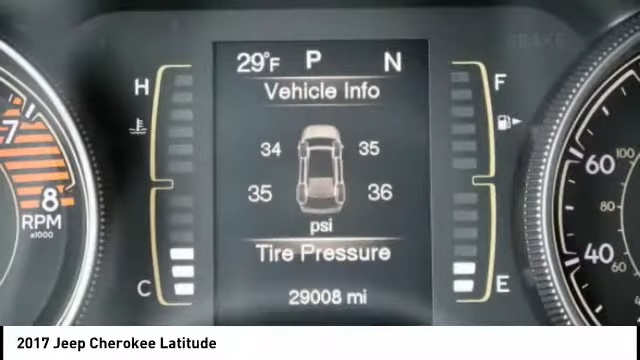 29°F P N
H Vehicle Info F
7
34 35
60 100
8 35 36 80
RPM
x1000
psi
Tire Pressure
40 60
C 29008 mi E
2017 Jeep Cherokee Latitude